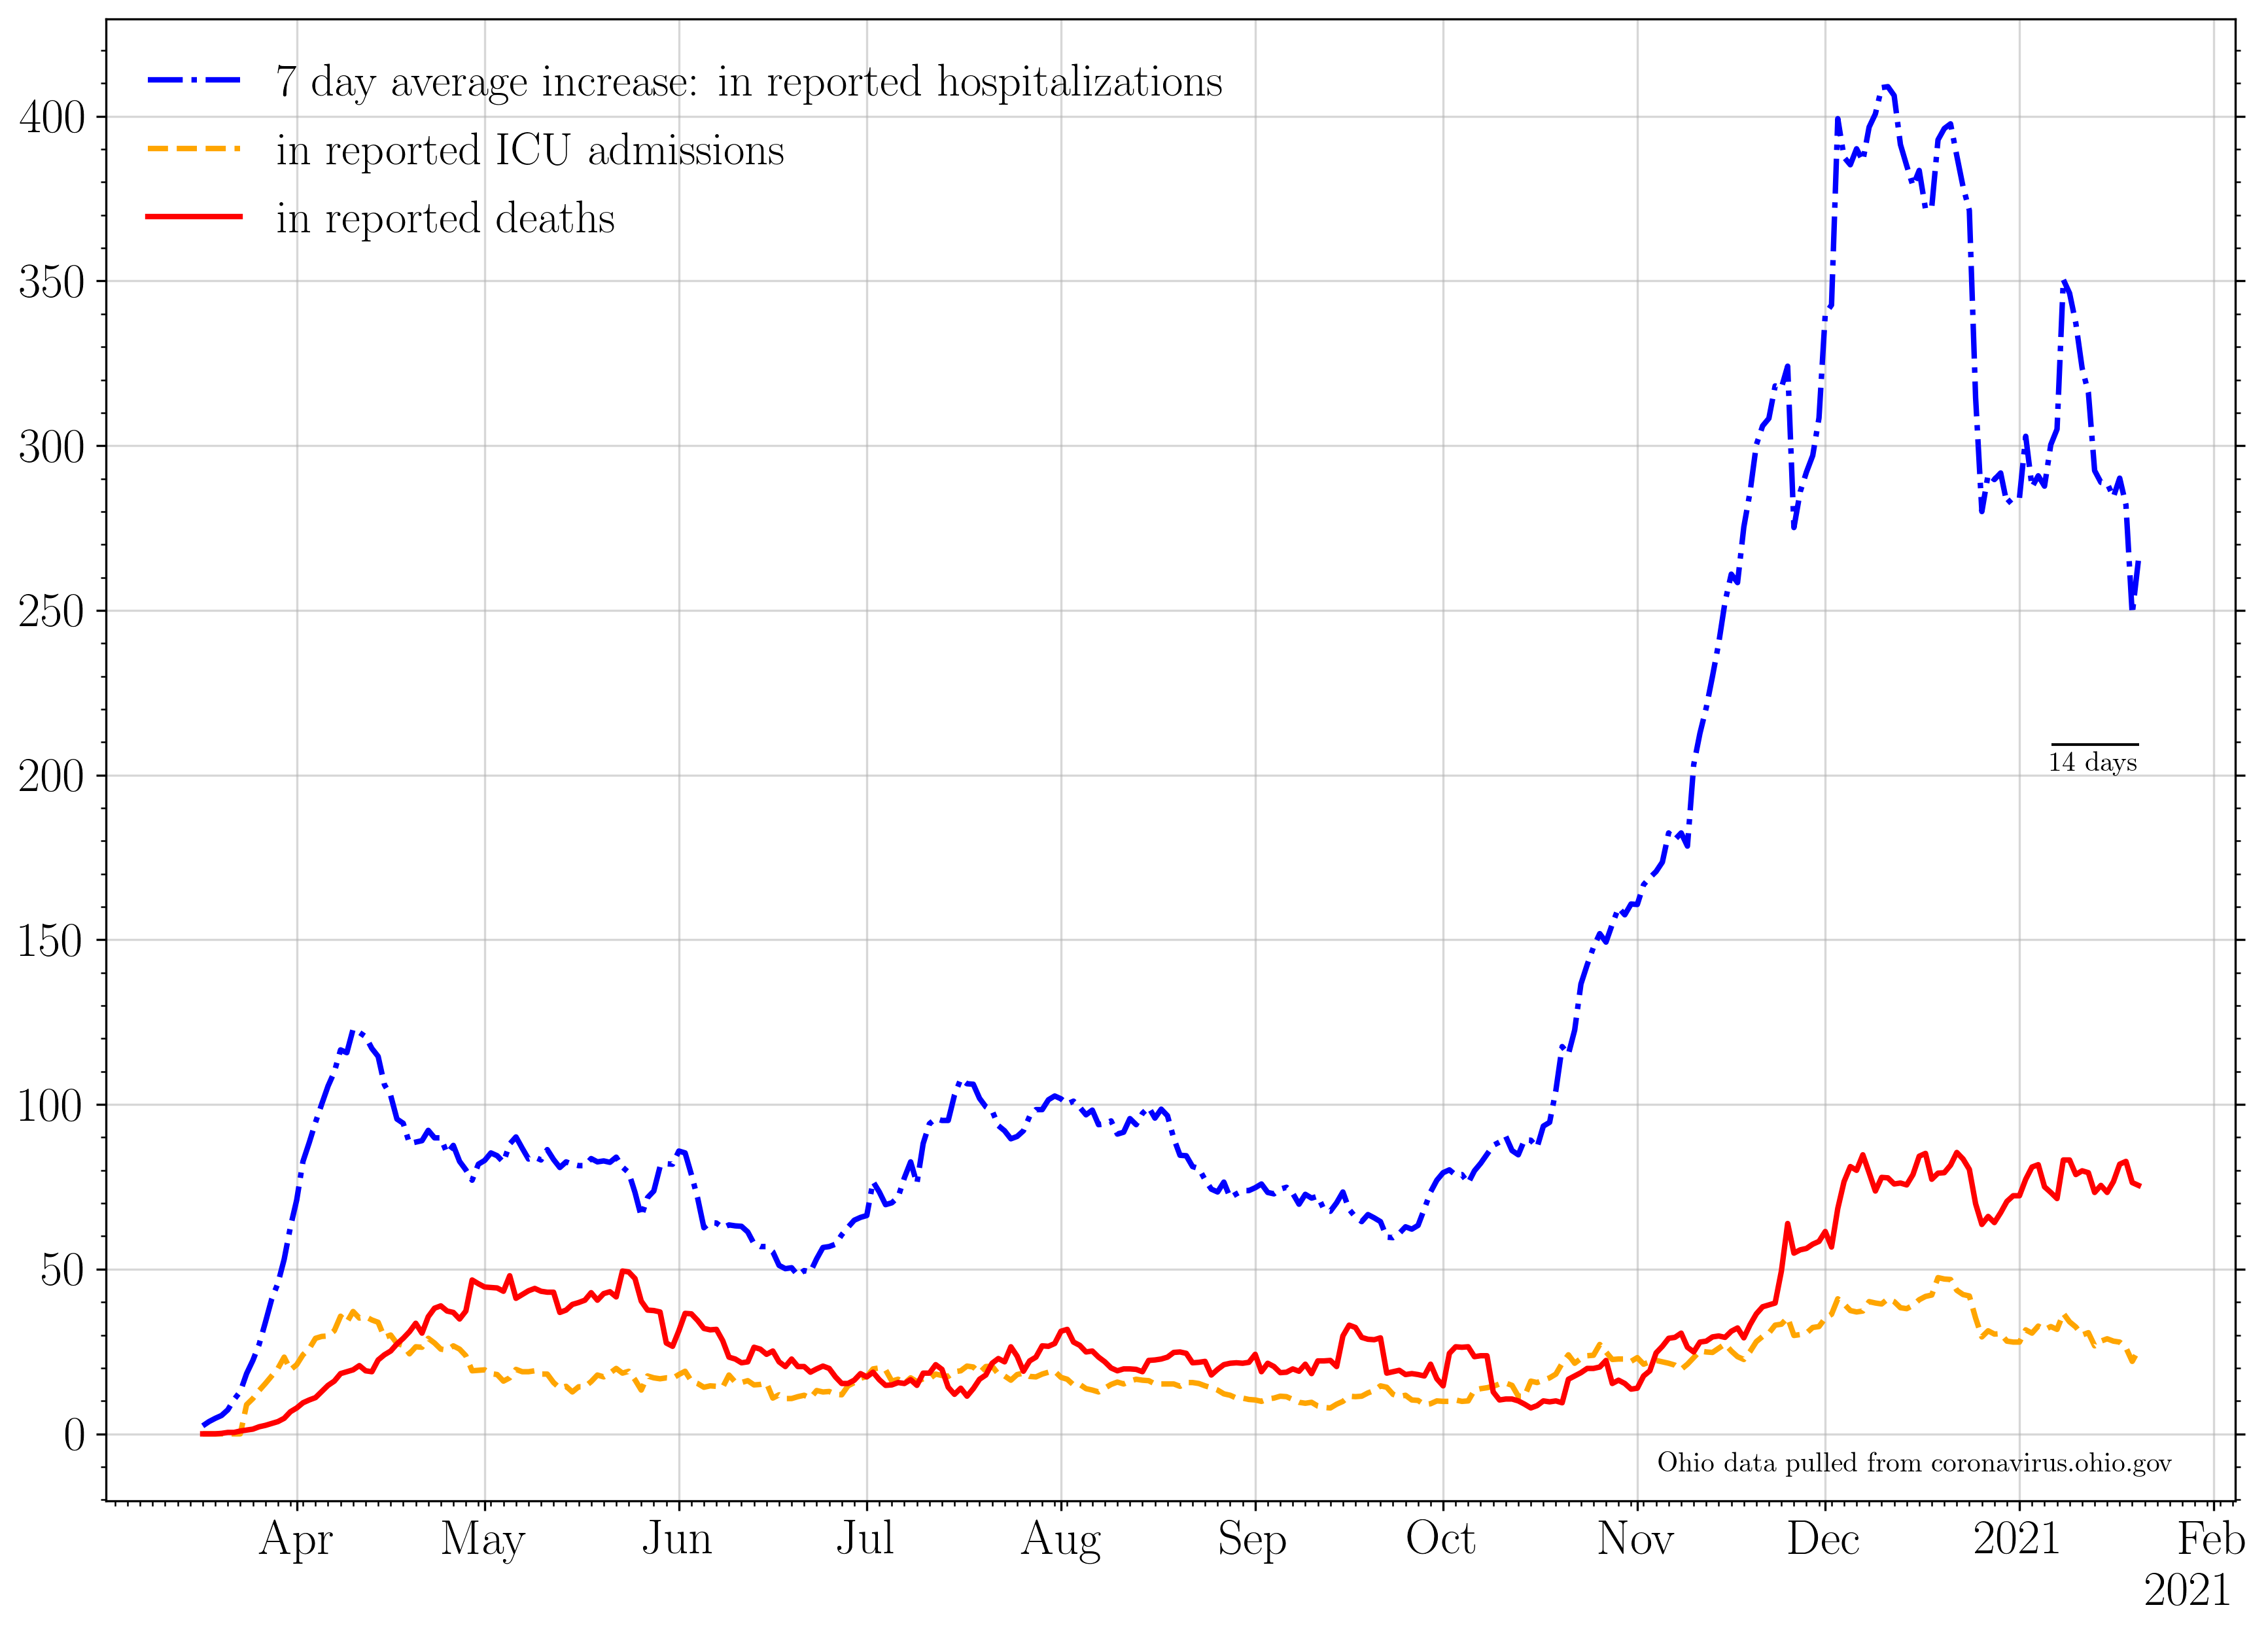 7 day average increase: in reported hospitalizations
in reported ICU admissions
in reported deaths
400
350
300
250
200
150
100
50
0
14 days
Ohio data pulled from coronavirus.ohio.gov
Apr May Jun Jul Aug Sep Oct Nov Dec 2021 Feb
2021